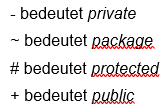 - bedeutet private
~ bedeutet package
# bedeutet protected
+ bedeutet public